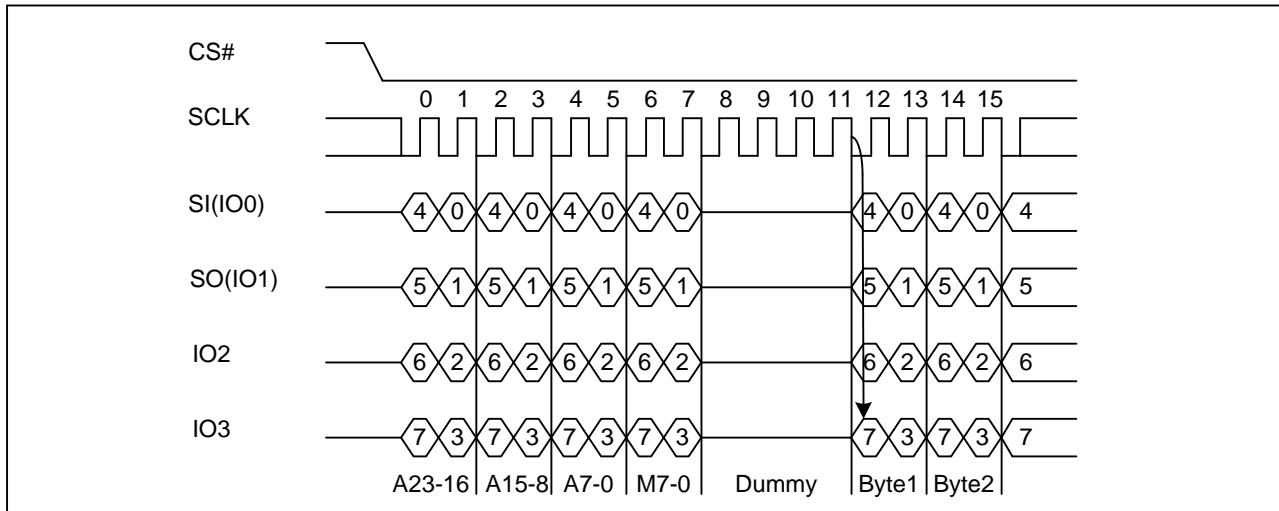 CS#
0 1 2 3 4 5 6 7 8 9 10 11 12 13 14 15
SCLK
SI(IO0) 4 0 4 0 4 0 4 0 4 0 4 0 4
SO(IO1) 5 1 5 1 5 1 5 1 5 1 5 1 5
IO2 6 2 6 2 6 2 6 2 6 2 6 2 6
IO3 7 3 7 3 7 3 7 3 7 3 7 3 7
A23-16 A15-8 A7-0 M7-0 Dummy Byte1 Byte2